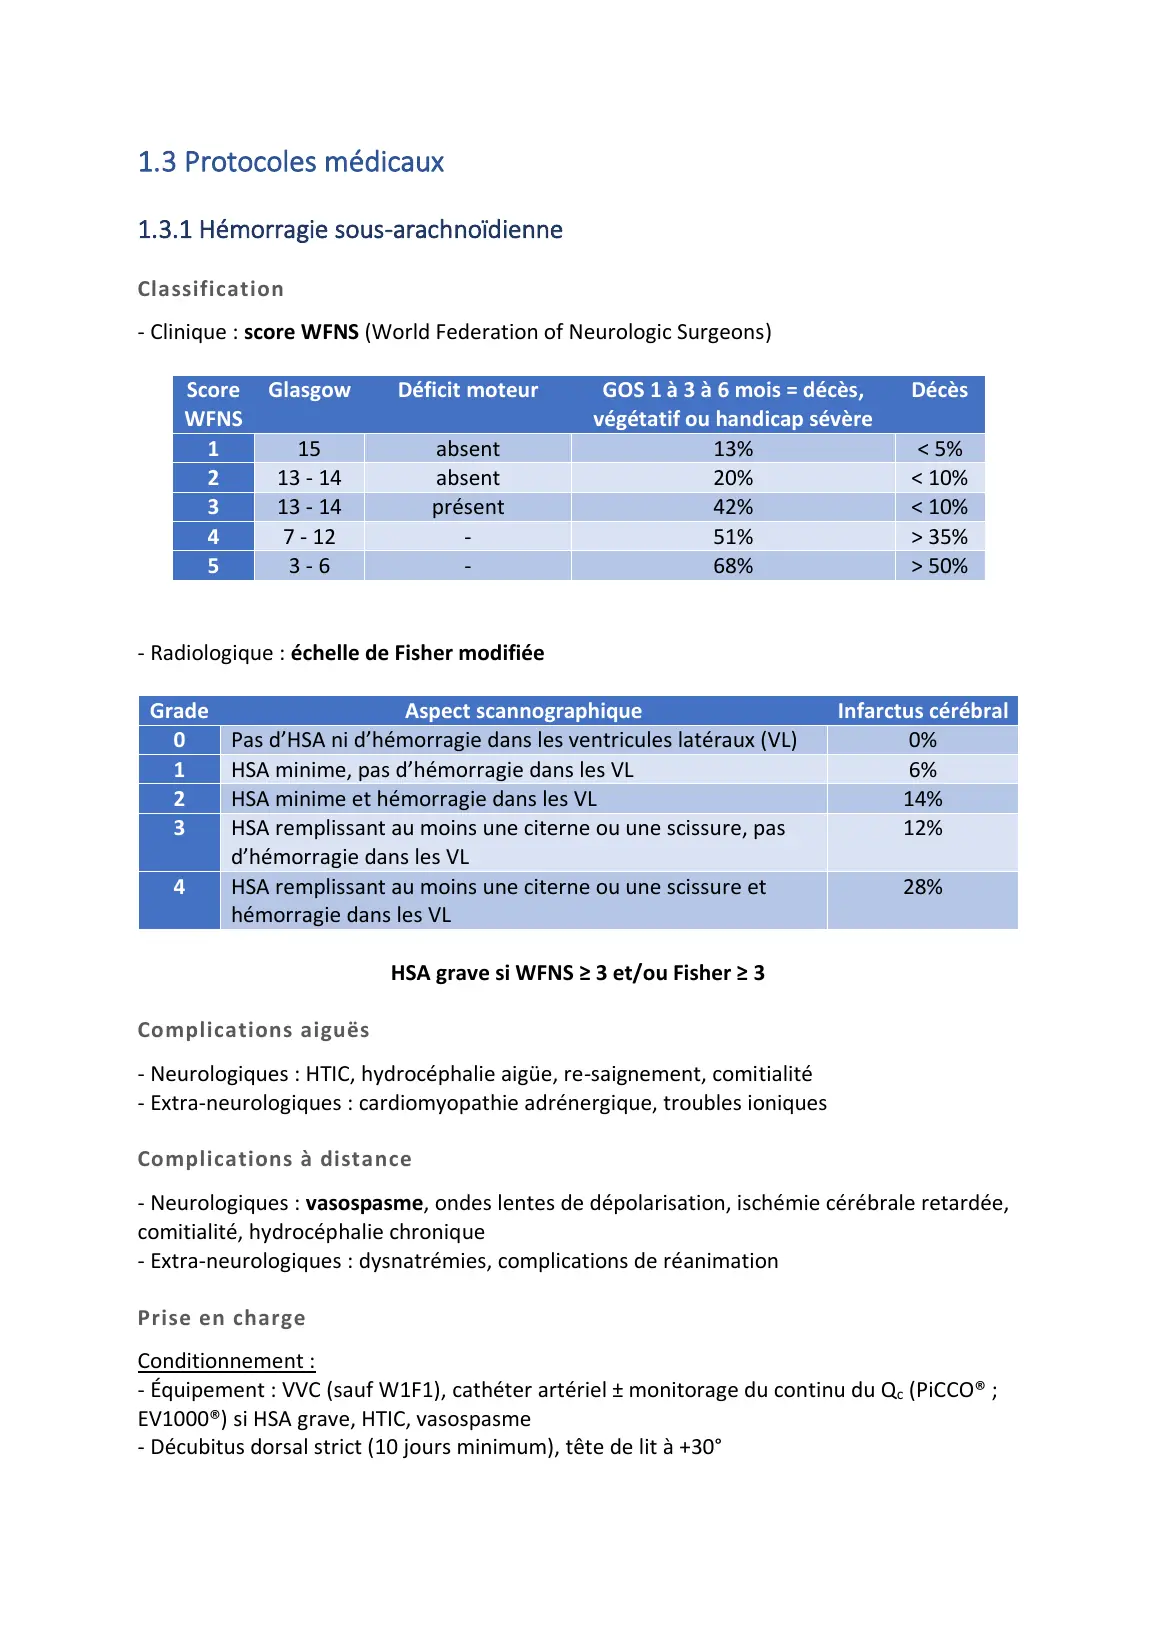 1.3 Protocoles médicaux
1.3.1 Hémorragie sous-arachnoïdienne
Classification
- Clinique : score WFNS (World Federation of Neurologic Surgeons)
Score Glasgow Déficit moteur GOS 1 à 3 à 6 mois = décès, Décès
WFNS végétatif ou handicap sévère
1 15 absent 13% < 5%
2 13 - 14 absent 20% < 10%
3 13 - 14 présent 42% < 10%
4 7 - 12 - 51% > 35%
5 3 - 6 - 68% > 50%
- Radiologique : échelle de Fisher modifiée
Grade Aspect scannographique Infarctus cérébral
0 Pas d’HSA ni d’hémorragie dans les ventricules latéraux (VL) 0%
1 HSA minime, pas d’hémorragie dans les VL 6%
2 HSA minime et hémorragie dans les VL 14%
3 HSA remplissant au moins une citerne ou une scissure, pas 12%
d’hémorragie dans les VL
4 HSA remplissant au moins une citerne ou une scissure et 28%
hémorragie dans les VL
HSA grave si WFNS ≥ 3 et/ou Fisher ≥ 3
Complications aiguës
- Neurologiques : HTIC, hydrocéphalie aigüe, re-saignement, comitialité
- Extra-neurologiques : cardiomyopathie adrénergique, troubles ioniques
Complications à distance
- Neurologiques : vasospasme, ondes lentes de dépolarisation, ischémie cérébrale retardée,
comitialité, hydrocéphalie chronique
- Extra-neurologiques : dysnatrémies, complications de réanimation
Prise en charge
Conditionnement :
- Équipement : VVC (sauf W1F1), cathéter artériel ± monitorage du continu du Qc (PiCCO® ;
EV1000®) si HSA grave, HTIC, vasospasme
- Décubitus dorsal strict (10 jours minimum), tête de lit à +30°